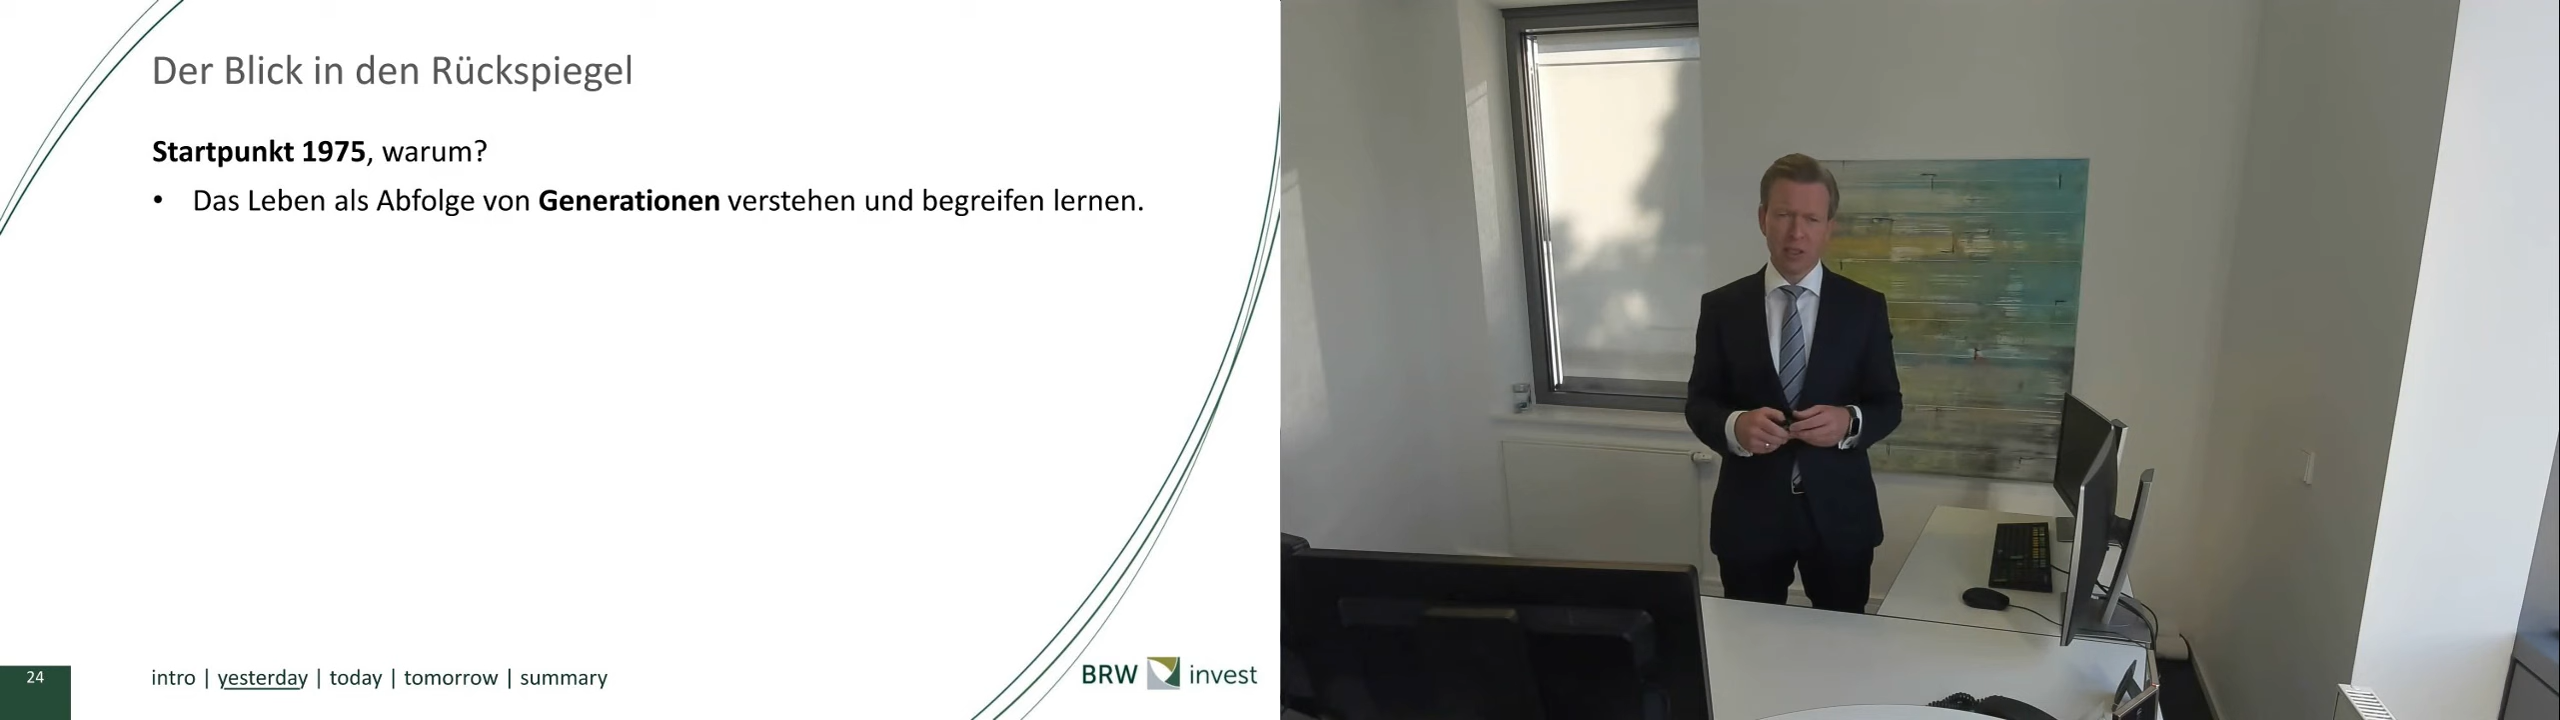 Der Blick in den Rückspiegel
Startpunkt 1975, warum?
• Das Leben als Abfolge von Generationen verstehen und begreifen lernen.
24
intro | yesterday | today | tomorrow | summary
BRW invest